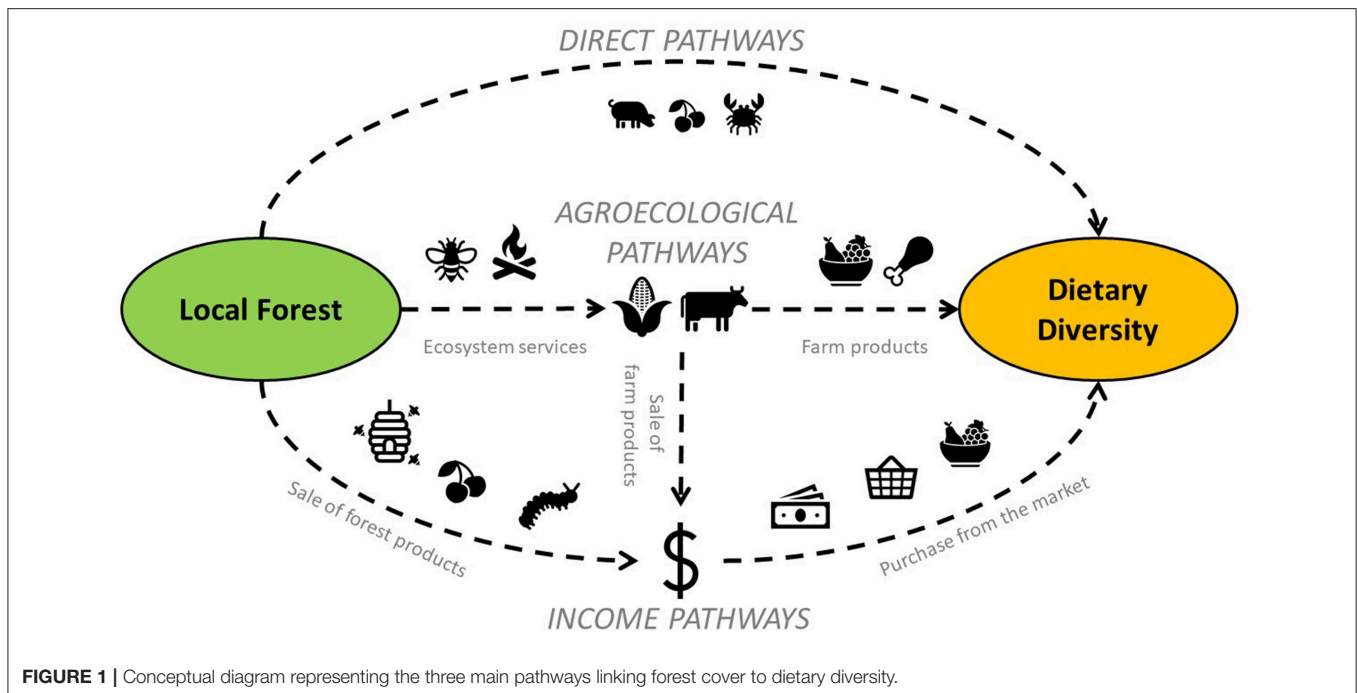 DIRECT PATHWAYS
AGROECOLOGICAL
PATHWAYS
Local Forest
Dietary
Diversity
Ecosystem services
Farm products
Sale of
farm products
Sale of forest products
Purchase from the market
$
INCOME PATHWAYS
FIGURE 1 | Conceptual diagram representing the three main pathways linking forest cover to dietary diversity.